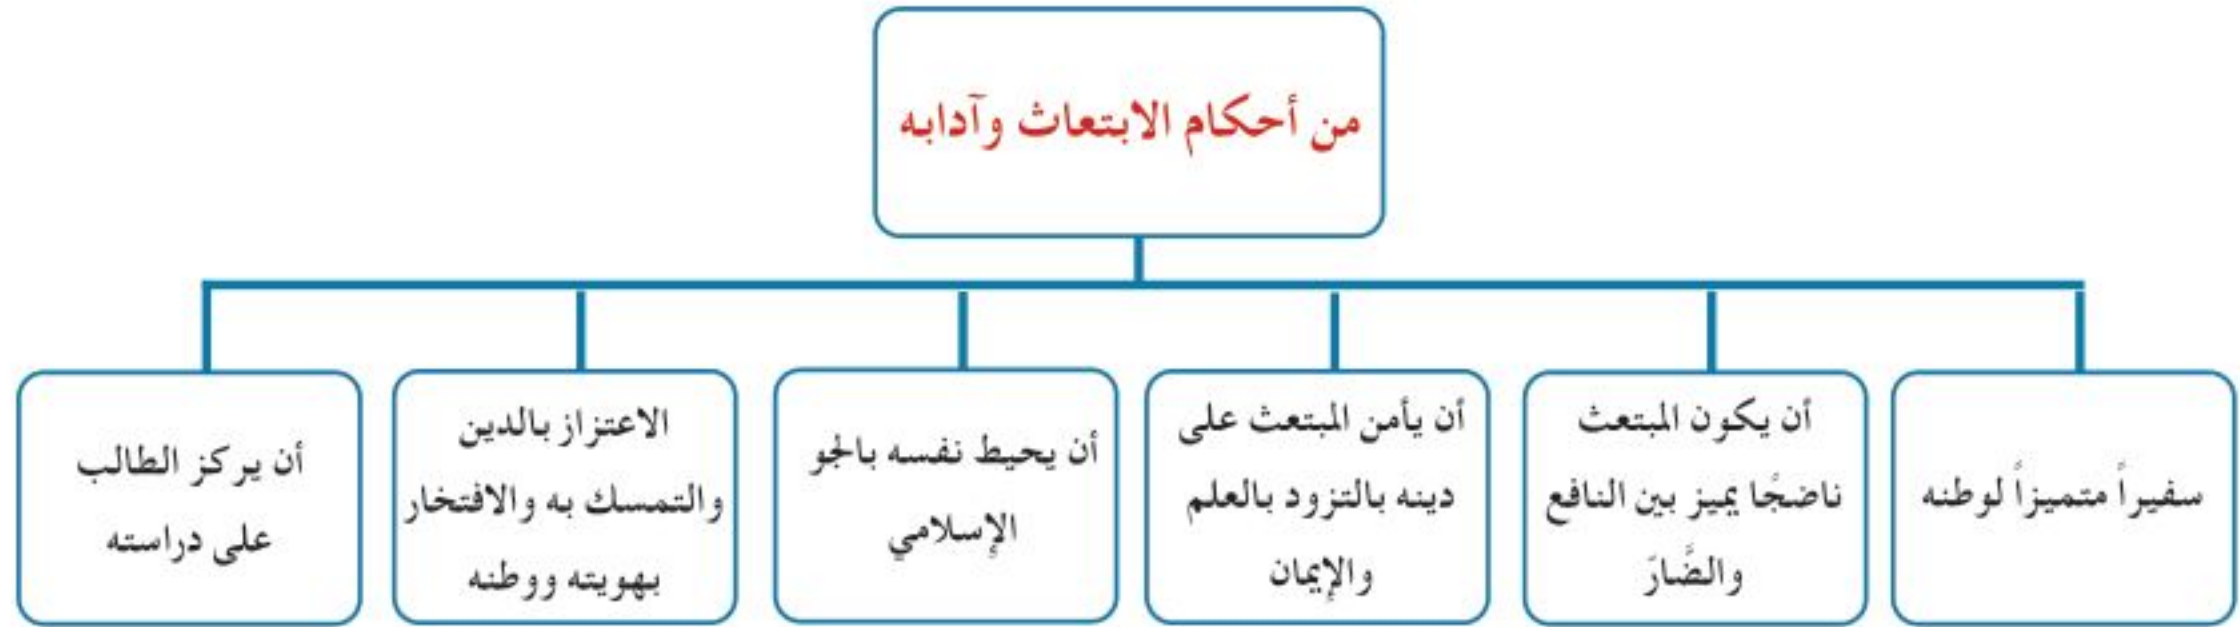 من أحكام الابتعاث وآدابه
سفيراً متميزاً لوطنه
أن يكون المبتعث
ناضجًا يميز بين النافع
والضَّارّ
أن يأمن المبتعث على
دينه بالتزود بالعلم
والإيمان
أن يحيط نفسه بالجو
الإسلامي
الاعتزاز بالدين
والتمسك به والافتخار
بهويته ووطنه
أن يركز الطالب
على دراسته